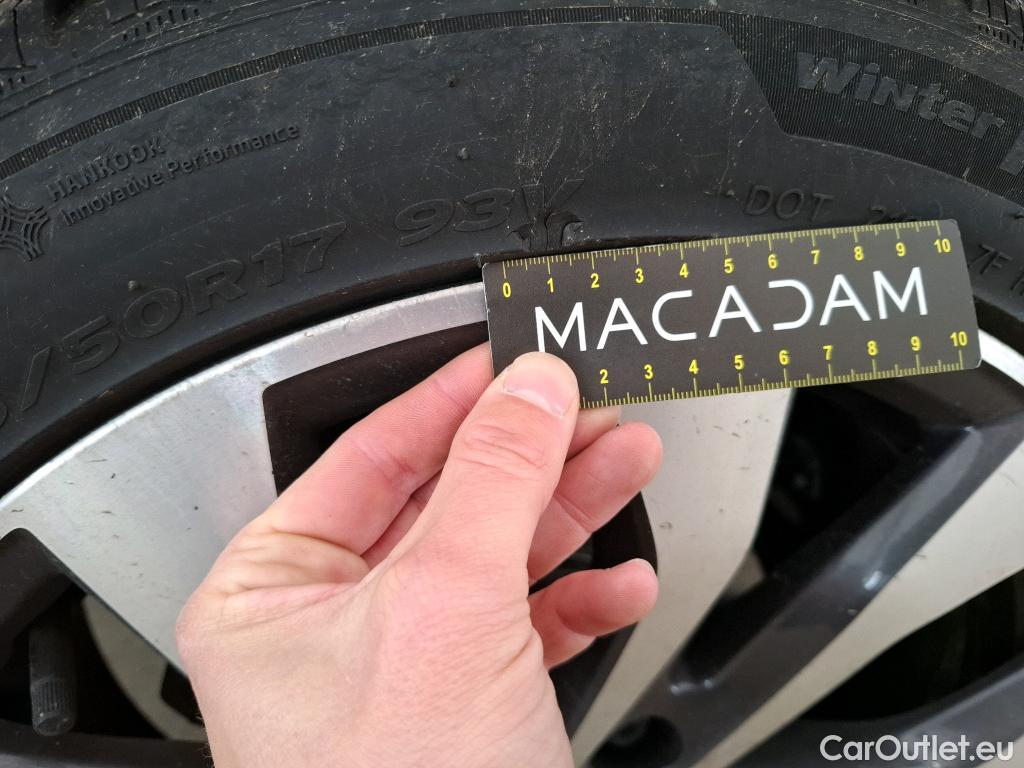 Winter
HANKOOK
Innovative Performance
/50R17 93V
DOT
7F
0 1 2 3 4 5 6 7 8 9 10
MACADAM
2 3 4 5 6 7 8 9 10
CarOutlet.eu